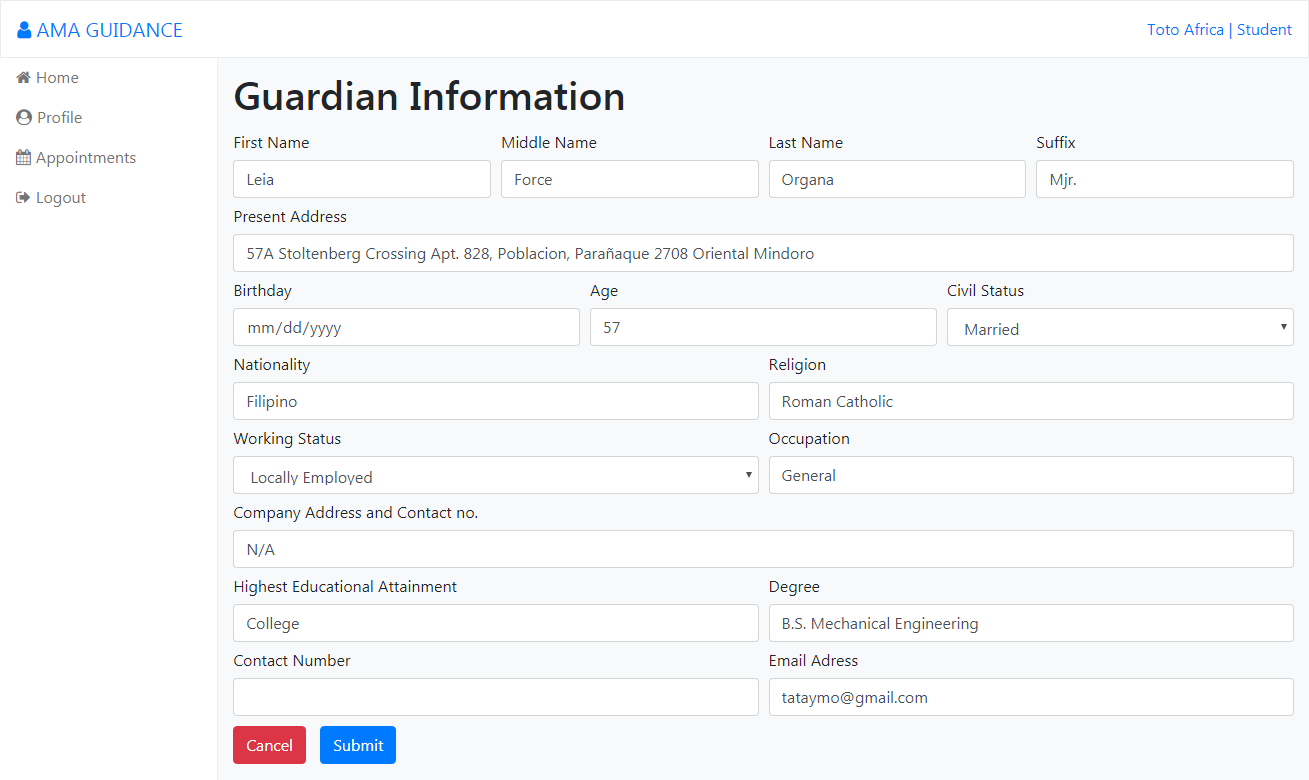 AMA GUIDANCE
Toto Africa | Student
Home
Profile
Appointments
Logout
Guardian Information
First Name Middle Name Last Name Suffix
Leia Force Organa Mjr.
Present Address
57A Stoltenberg Crossing Apt. 828, Poblacion, Parañaque 2708 Oriental Mindoro
Birthday Age Civil Status
mm/dd/yyyy 57 Married
Nationality Religion
Filipino Roman Catholic
Working Status Occupation
Locally Employed General
Company Address and Contact no.
N/A
Highest Educational Attainment Degree
College B.S. Mechanical Engineering
Contact Number Email Adress
tataymo@gmail.com
Cancel Submit